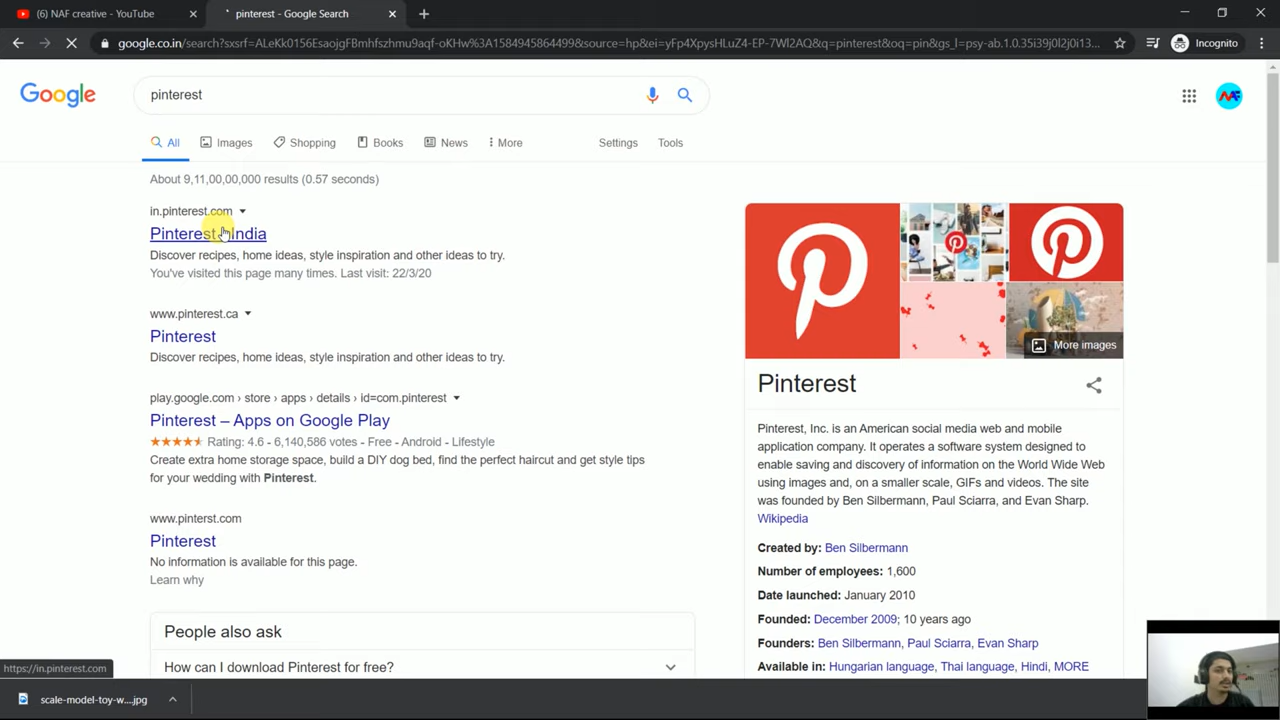 (6) NAF creative - YouTube
pinterest - Google Search
google.co.in/search?sxsrf=ALeKk0156EsaojgFBmhfszhmu9aqf-oKHw%3A1584945864499&source=hp&ei=yFp4XpysHLuZ4-EP-7Wl2AQ&q=pinterest&oq=pin&gs_l=psy-ab.1.0.35i39j0l2j0i13...
Incognito
Google
pinterest
NAF
All
Images
Shopping
Books
News
More
Settings
Tools
About 9,11,00,00,000 results (0.57 seconds)
in.pinterest.com
Pinterest - India
Discover recipes, home ideas, style inspiration and other ideas to try.
You've visited this page many times. Last visit: 22/3/20
www.pinterest.ca
Pinterest
Discover recipes, home ideas, style inspiration and other ideas to try.
play.google.com › store › apps › details › id=com.pinterest
Pinterest – Apps on Google Play
Rating: 4.6 - 6,140,586 votes - Free - Android - Lifestyle
Create extra home storage space, build a DIY dog bed, find the perfect haircut and get style tips
for your wedding with Pinterest.
www.pinterst.com
Pinterest
No information is available for this page.
Learn why
People also ask
How can I download Pinterest for free?
More images
Pinterest
Pinterest, Inc. is an American social media web and mobile
application company. It operates a software system designed to
enable saving and discovery of information on the World Wide Web
using images and, on a smaller scale, GIFs and videos. The site
was founded by Ben Silbermann, Paul Sciarra, and Evan Sharp.
Wikipedia
Created by: Ben Silbermann
Number of employees: 1,600
Date launched: January 2010
Founded: December 2009; 10 years ago
Founders: Ben Silbermann, Paul Sciarra, Evan Sharp
Available in: Hungarian language, Thai language, Hindi, MORE
https://in.pinterest.com
scale-model-toy-w....jpg